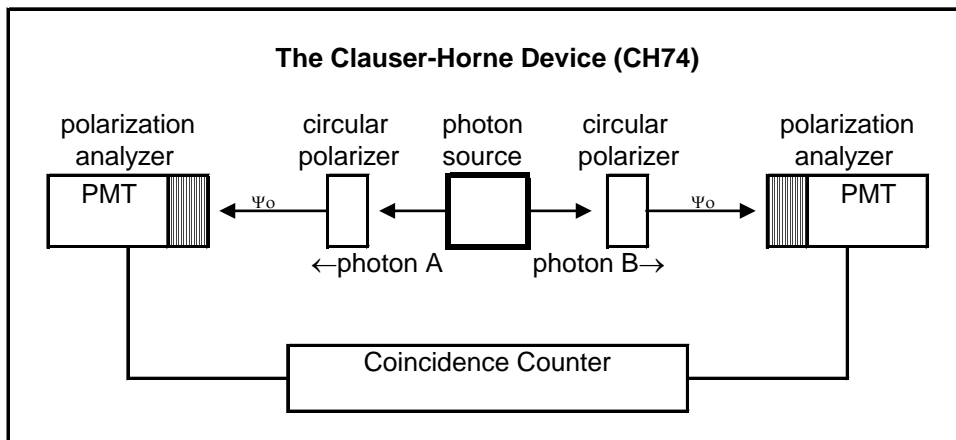 The Clauser-Horne Device (CH74)
polarization analyzer
circular polarizer
photon source
circular polarizer
polarization analyzer
PMT
Ψo
Ψo
PMT
←photon A
photon B→
Coincidence Counter